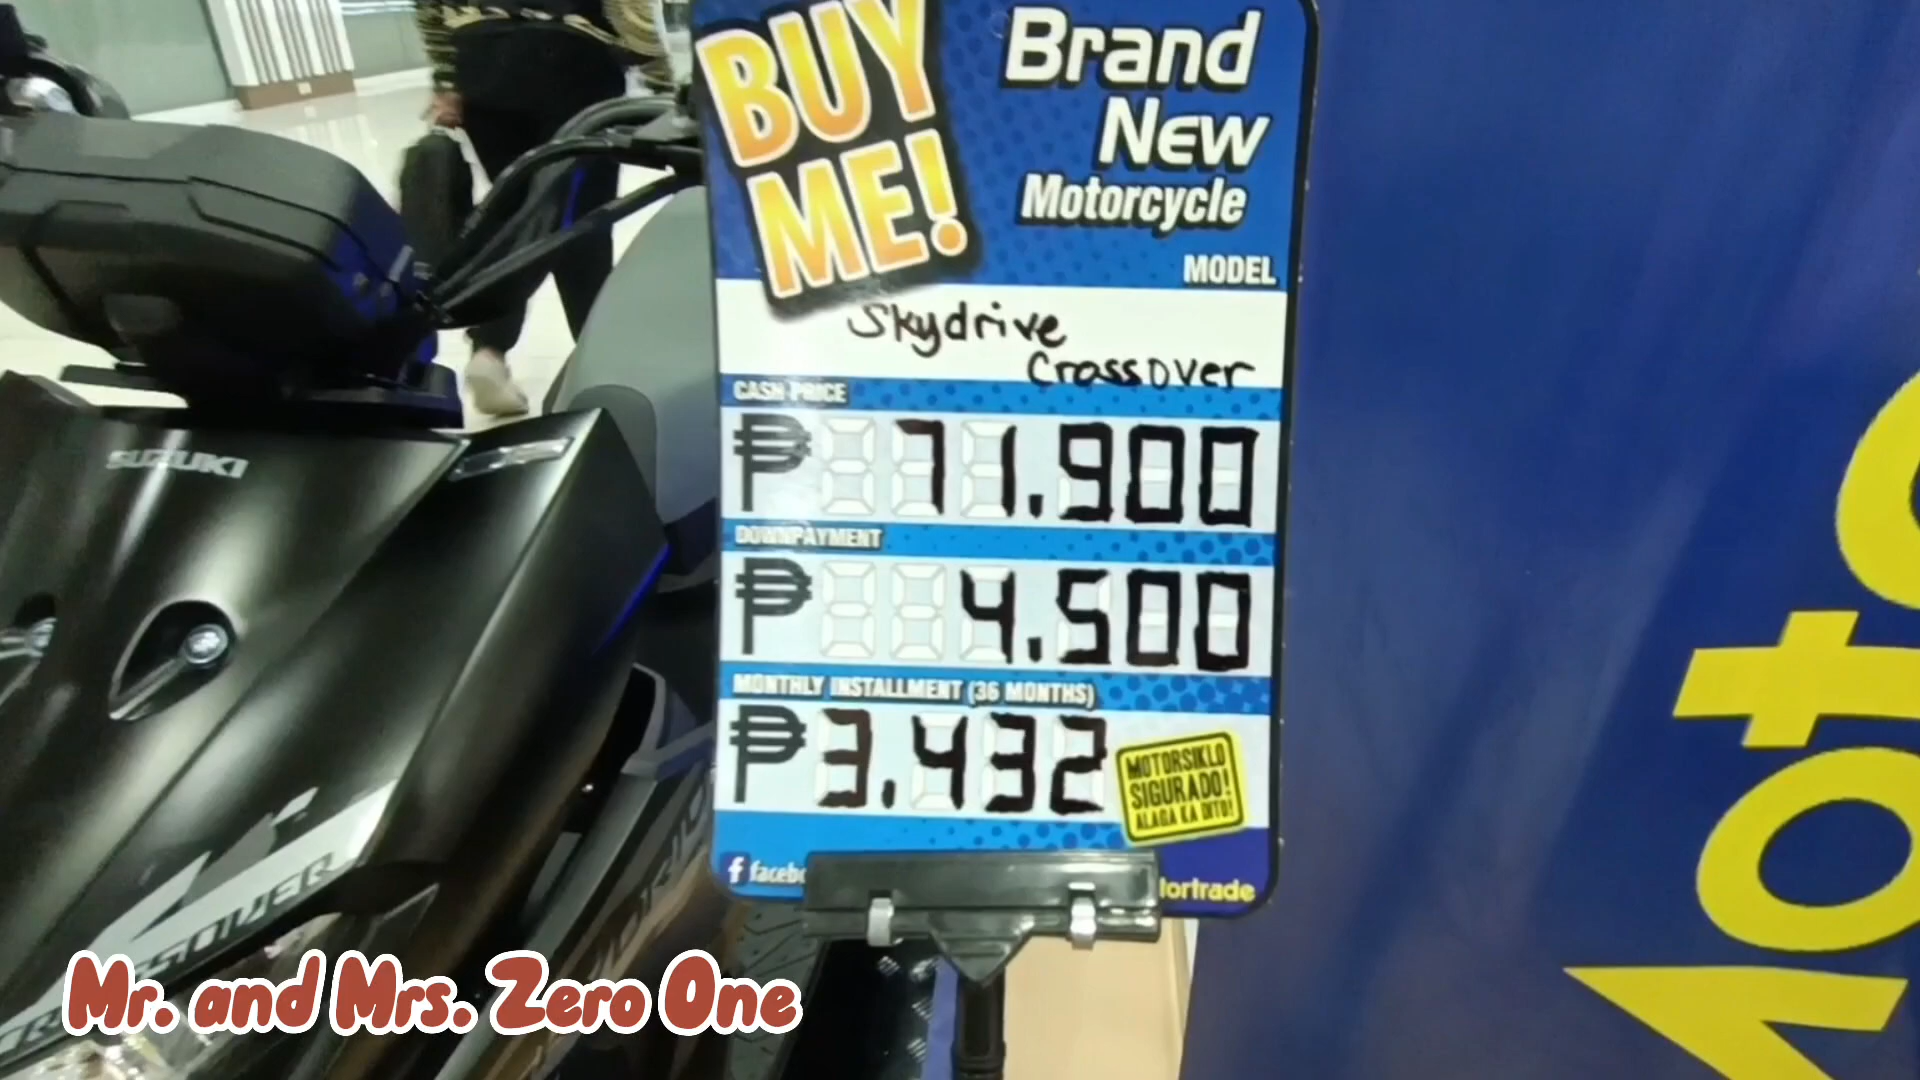 BUY
ME!
Brand
New
Motorcycle
MODEL
Skydrive
Crossover
CASH PRICE
₱ 71.900
DOWNPAYMENT
₱ 4.500
MONTHLY INSTALLMENT (36 MONTHS)
₱ 3,432
MOTORSIKLO
SIGURADO!
ALAGA KA DITO!
SUZUKI
Mr. and Mrs. Zero One